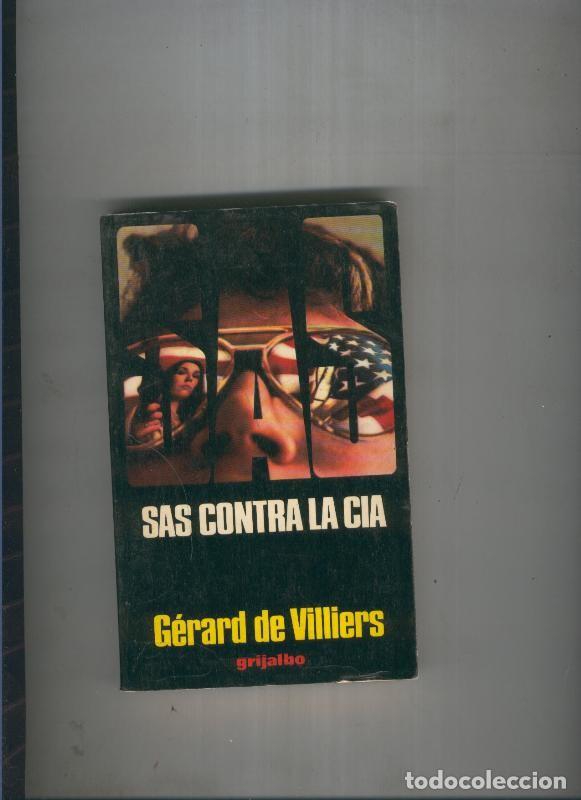 SAS
SAS CONTRA LA CIA
Gérard de Villiers
grijalbo
todocoleccion